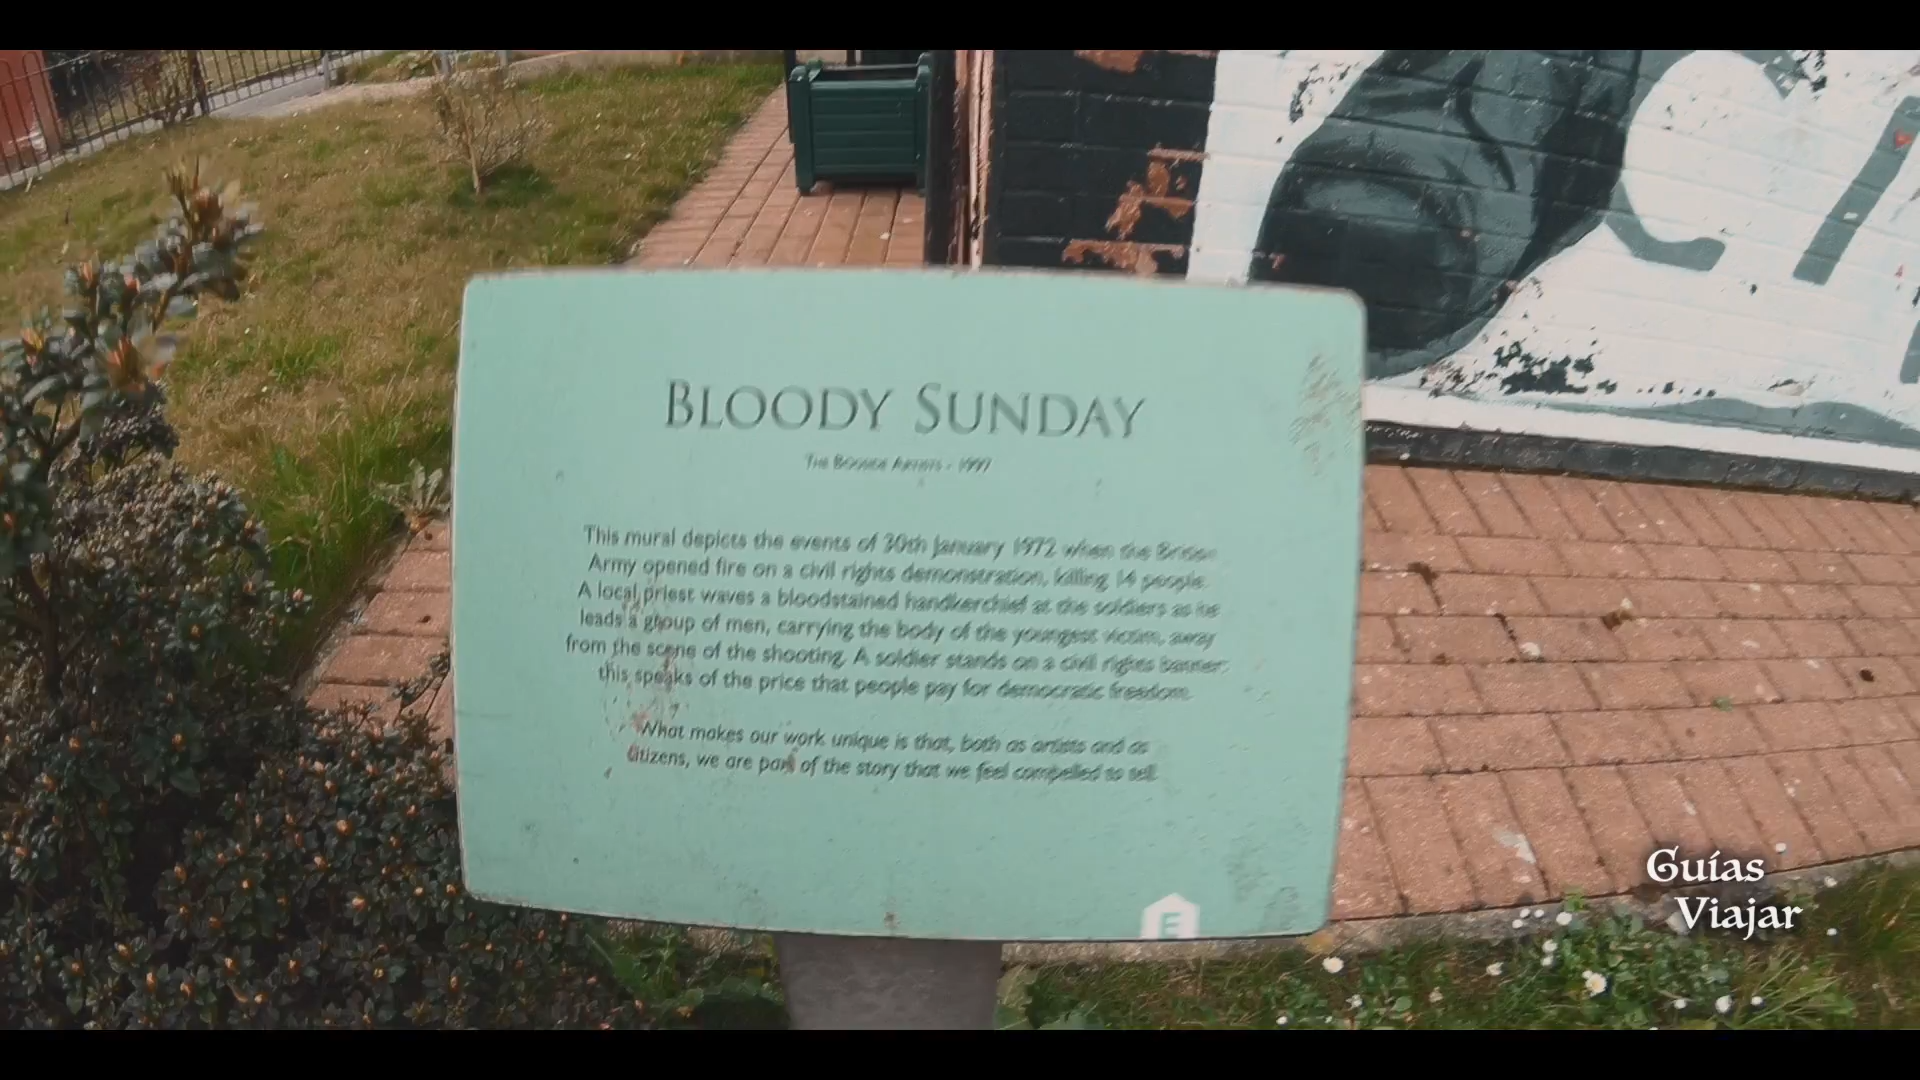 BLOODY SUNDAY
THE BOGSIDE ARTISTS - 1997
This mural depicts the events of 30th January 1972 when the British
Army opened fire on a civil rights demonstration, killing 14 people.
A local priest waves a bloodstained handkerchief at the soldiers as he
leads a group of men, carrying the body of the youngest victim, away
from the scene of the shooting. A soldier stands on a civil rights banner:
this speaks of the price that people pay for democratic freedom.
What makes our work unique is that, both as artists and as
citizens, we are part of the story that we feel compelled to tell.
E
Guías
Viajar